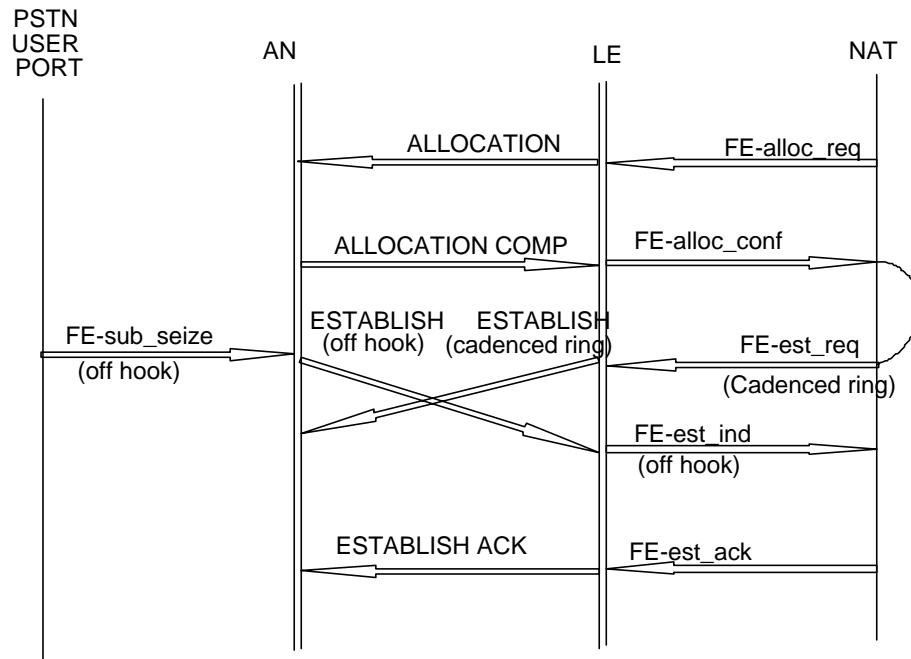 PSTN
USER
PORT
AN
LE
NAT
ALLOCATION
FE-alloc_req
ALLOCATION COMP
FE-alloc_conf
FE-sub_seize
(off hook)
ESTABLISH
(off hook)
ESTABLISH
(cadenced ring)
FE-est_req
(Cadenced ring)
FE-est_ind
(off hook)
ESTABLISH ACK
FE-est_ack